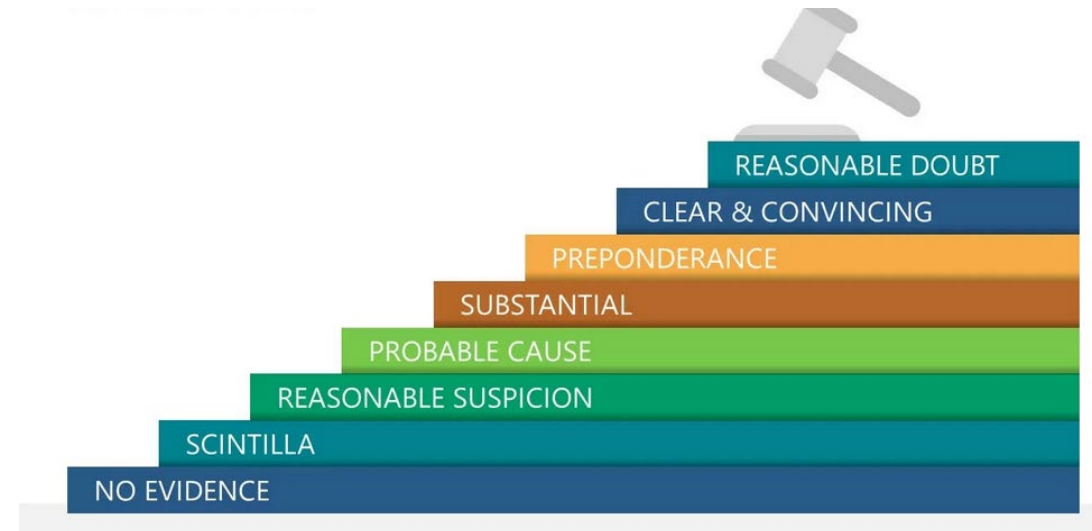 REASONABLE DOUBT
CLEAR & CONVINCING
PREPONDERANCE
SUBSTANTIAL
PROBABLE CAUSE
REASONABLE SUSPICION
SCINTILLA
NO EVIDENCE